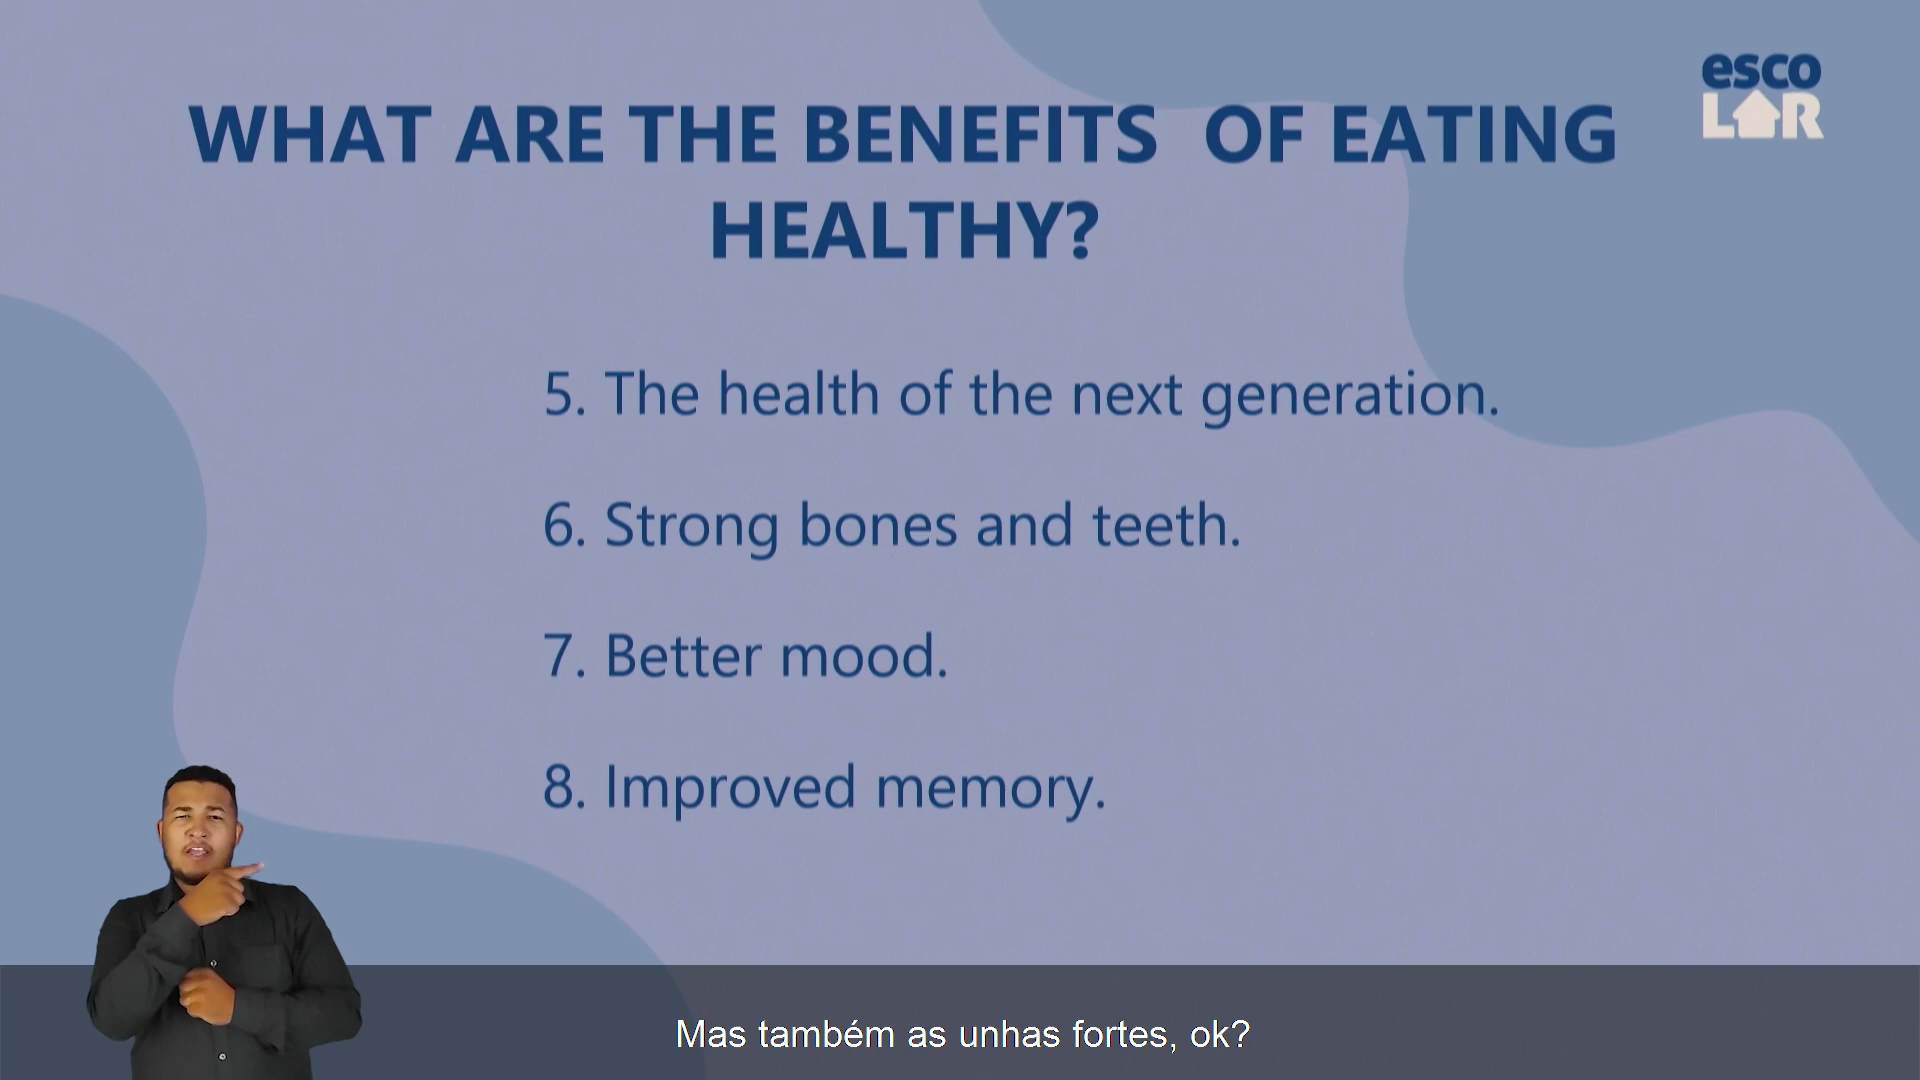 esco
LAR
WHAT ARE THE BENEFITS  OF EATING
HEALTHY?
5. The health of the next generation.
6. Strong bones and teeth.
7. Better mood.
8. Improved memory.
Mas também as unhas fortes, ok?